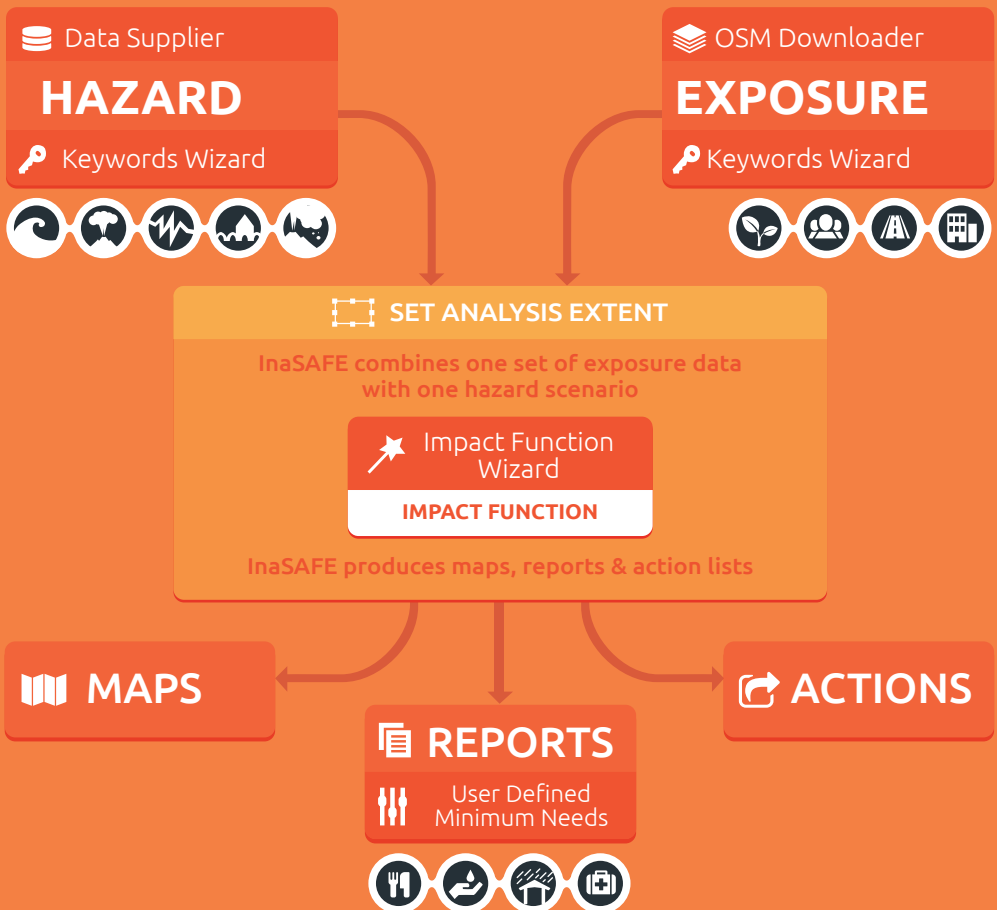 Data Supplier
HAZARD
Keywords Wizard
OSM Downloader
EXPOSURE
Keywords Wizard
SET ANALYSIS EXTENT
InaSAFE combines one set of exposure data
with one hazard scenario
Impact Function
Wizard
IMPACT FUNCTION
InaSAFE produces maps, reports & action lists
MAPS
REPORTS
User Defined
Minimum Needs
ACTIONS